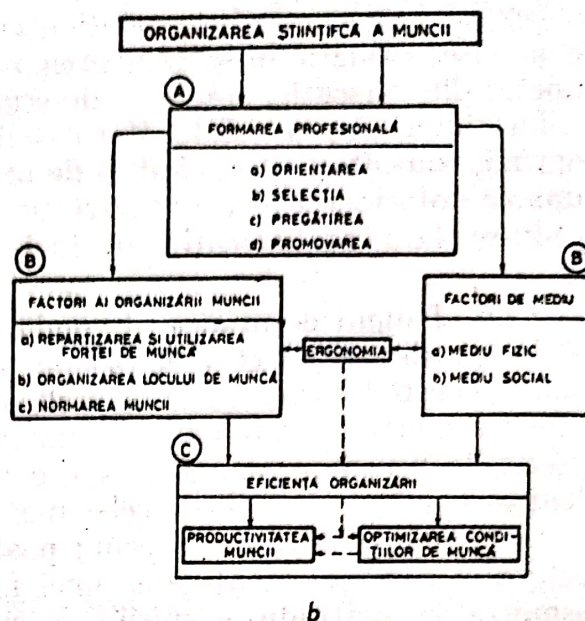 ORGANIZAREA ȘTIINȚIFCA A MUNCII
A
FORMAREA PROFESIONALĂ
a) ORIENTAREA
b) SELECȚIA
c) PREGĂTIREA
d) PROMOVAREA
B
FACTORI AI ORGANIZĂRII MUNCII
a) REPARTIZAREA SI UTILIZAREA
FORȚEI DE MUNCĂ
b) ORGANIZAREA LOCULUI DE MUNCĂ
c) NORMAREA MUNCII
ERGONOMIA
B
FACTORI DE MEDIU
a) MEDIU FIZIC
b) MEDIU SOCIAL
C
EFICIENȚA ORGANIZĂRII
PRODUCTIVITATEA
MUNCII
OPTIMIZAREA CONDI-
ȚIILOR DE MUNCĂ
b